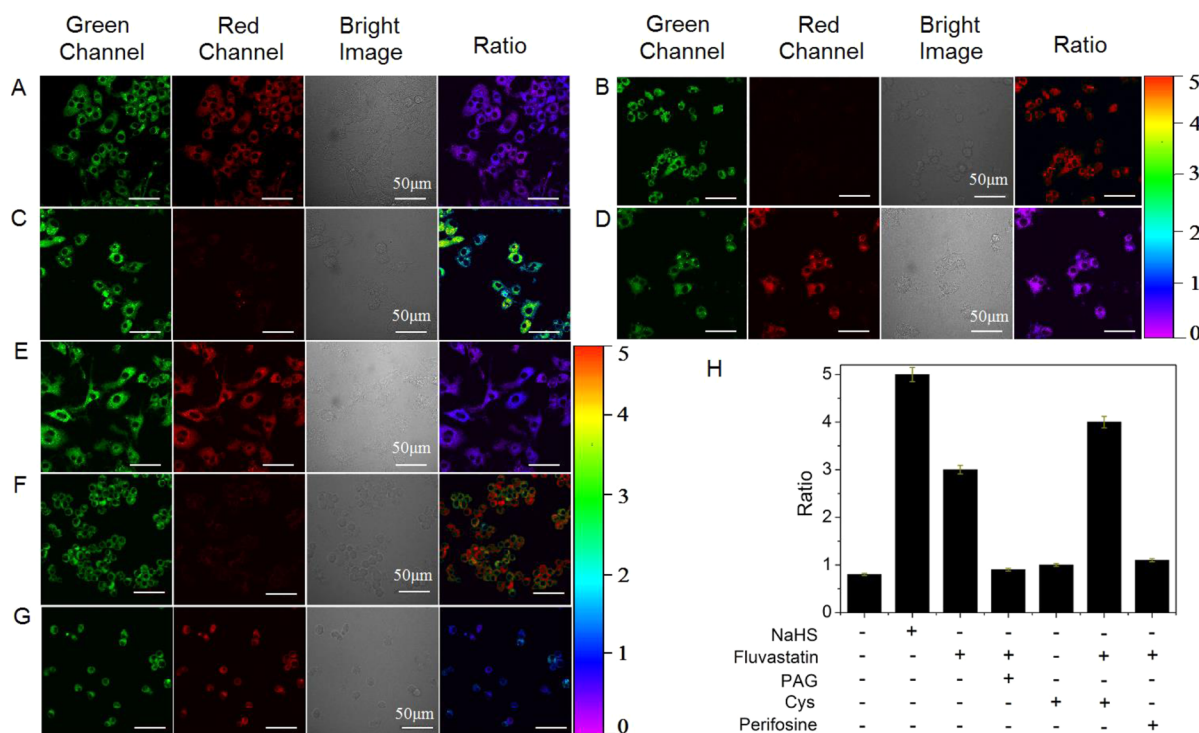 Green Channel Red Channel Bright Image Ratio
Green Channel Red Channel Bright Image Ratio
A
50μm
B
50μm
5
4
3
2
1
0
C
50μm
D
50μm
E
50μm
F
50μm
G
50μm
5
4
3
2
1
0
H
Ratio
5
4
3
2
1
0
NaHS - + - - - - -
Fluvastatin - - + + - + +
PAG - - - + - - -
Cys - - - - + + -
Perifosine - - - - - - +